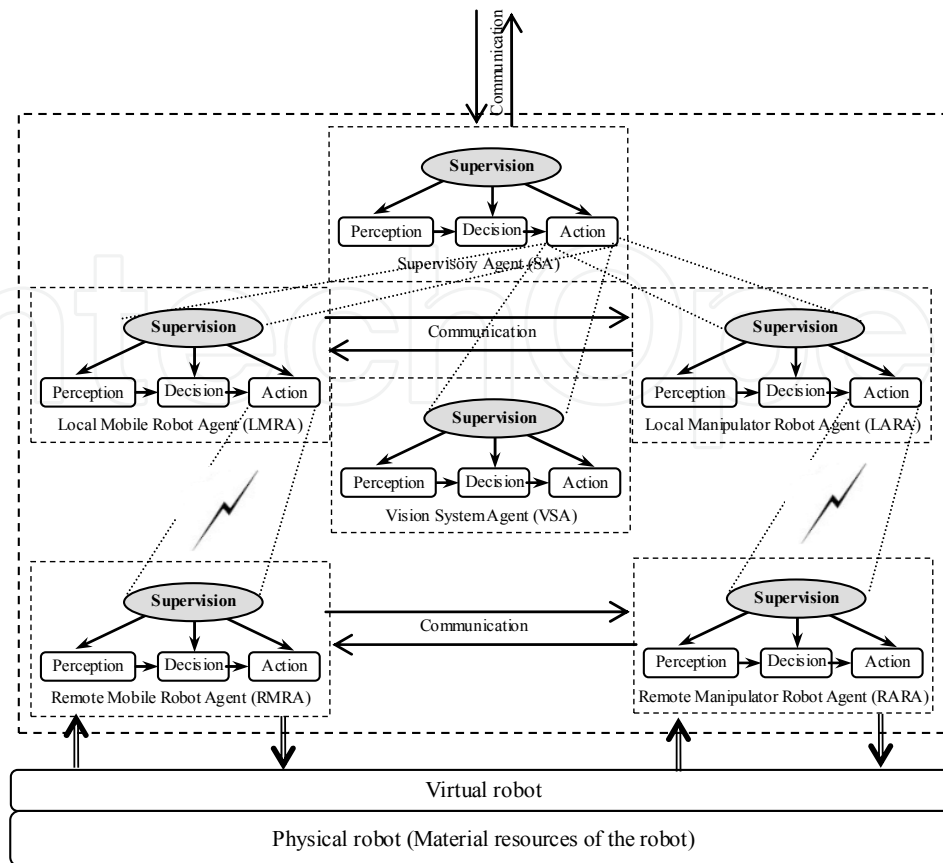 Communication
Supervision
Perception Decision Action
Supervisory Agent (SA)
Supervision
Communication
Supervision
Perception Decision Action
Perception Decision Action
Local Mobile Robot Agent (LMRA)
Local Manipulator Robot Agent (LARA)
Supervision
Perception Decision Action
Vision System Agent (VSA)
Supervision
Communication
Supervision
Perception Decision Action
Perception Decision Action
Remote Mobile Robot Agent (RMRA)
Remote Manipulator Robot Agent (RARA)
Virtual robot
Physical robot (Material resources of the robot)